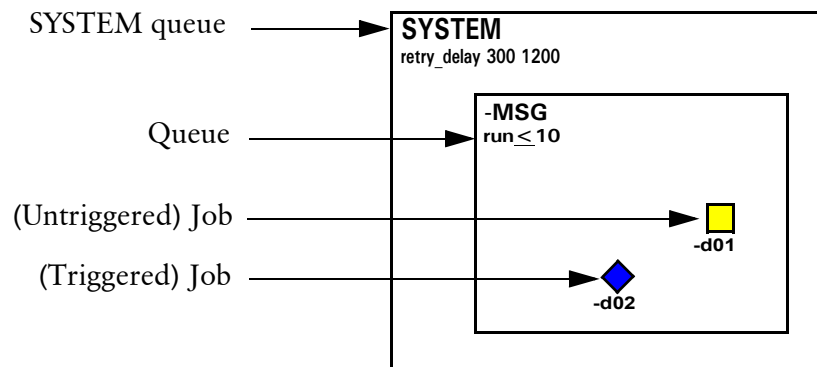 SYSTEM queue
SYSTEM
retry_delay 300 1200
Queue
-MSG
run<10
(Untriggered) Job
-d01
(Triggered) Job
-d02